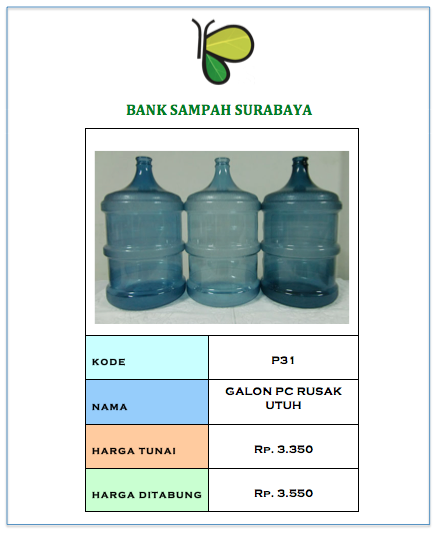 BANK SAMPAH SURABAYA
KODE
P31
NAMA
GALON PC RUSAK
UTUH
HARGA TUNAI
Rp. 3.350
HARGA DITABUNG
Rp. 3.550